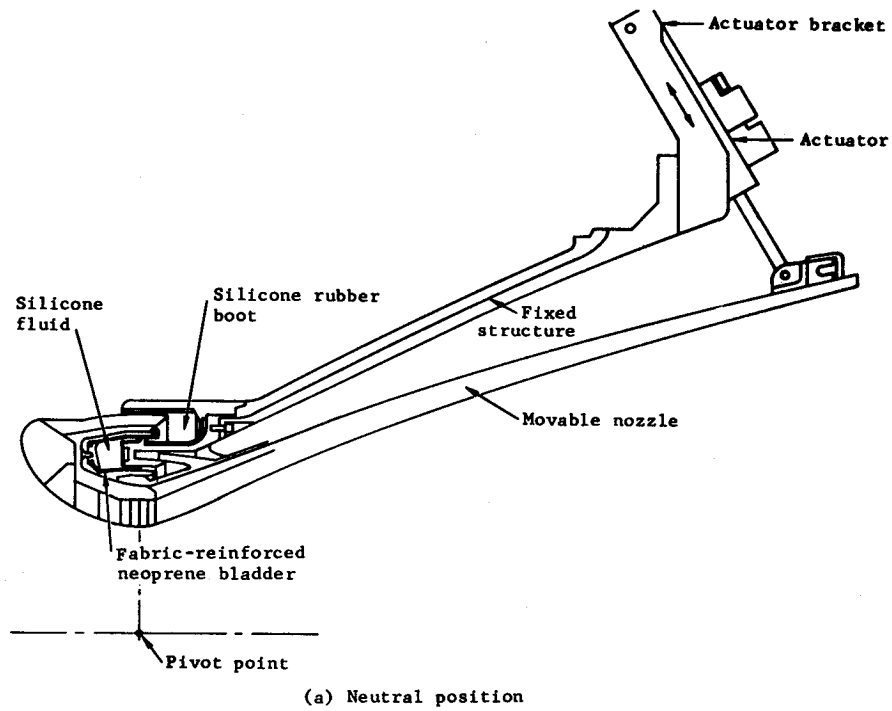 Actuator bracket
Actuator
Silicone rubber
boot
Silicone
fluid
Fixed
structure
Movable nozzle
Fabric-reinforced
neoprene bladder
Pivot point
(a) Neutral position